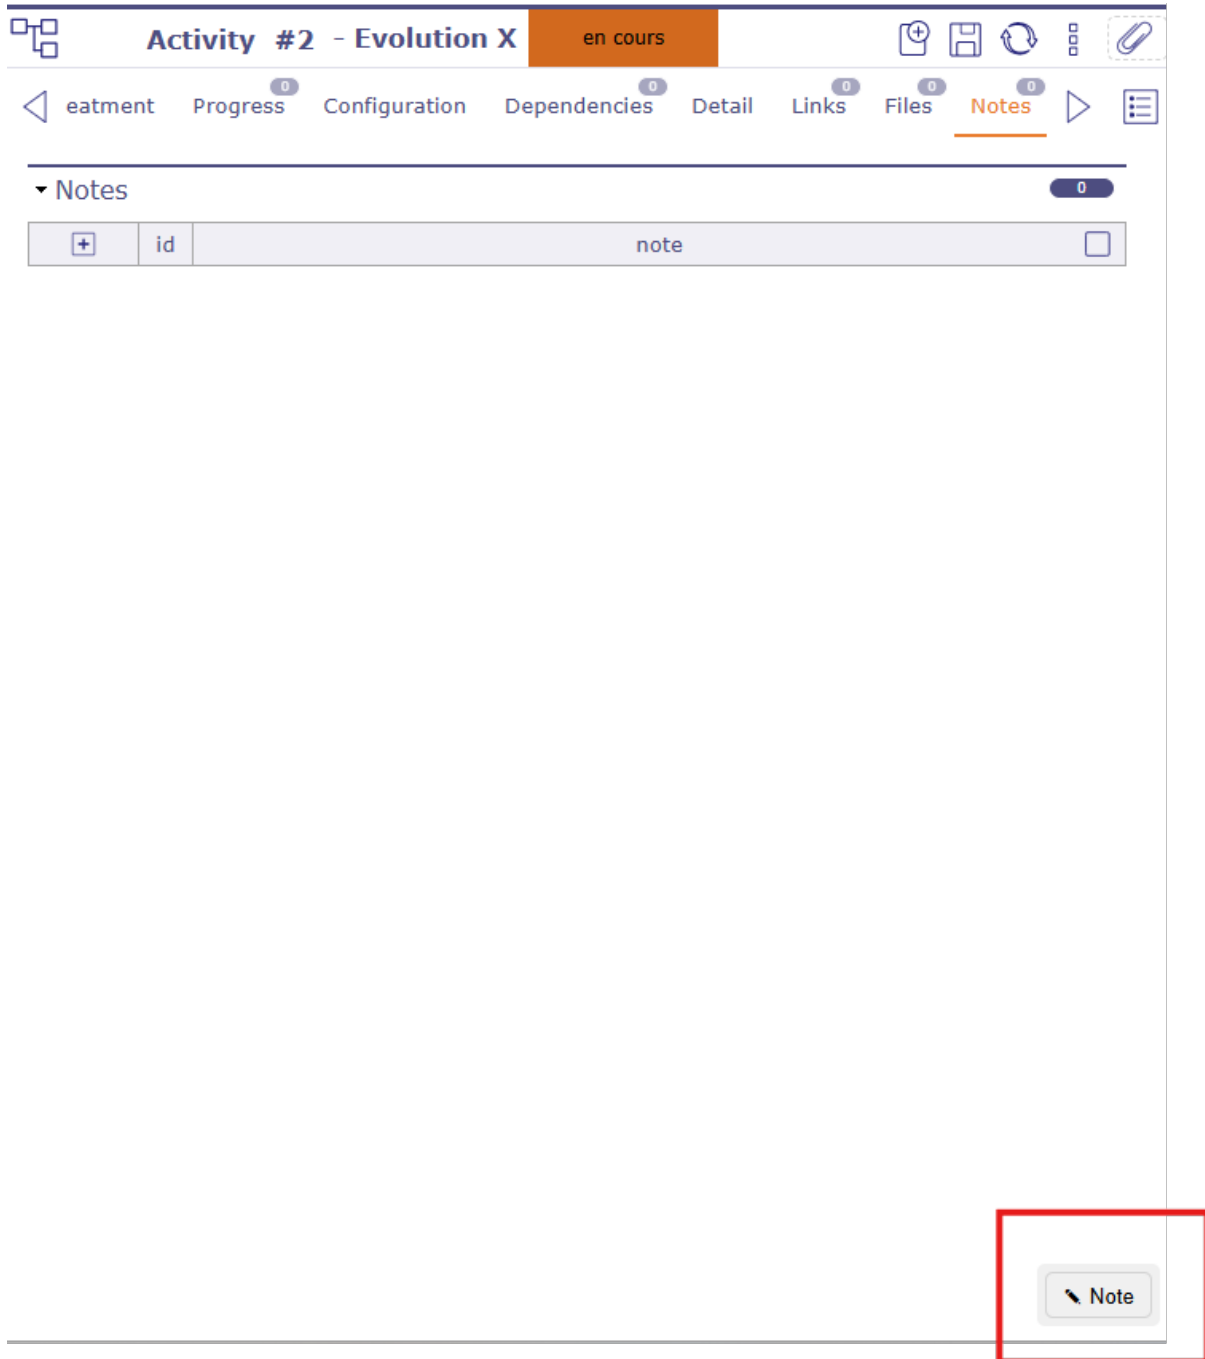 Activity #2 - Evolution X en cours
eatment Progress 0 Configuration Dependencies 0 Detail Links 0 Files 0 Notes 0
Notes 0
id note
Note